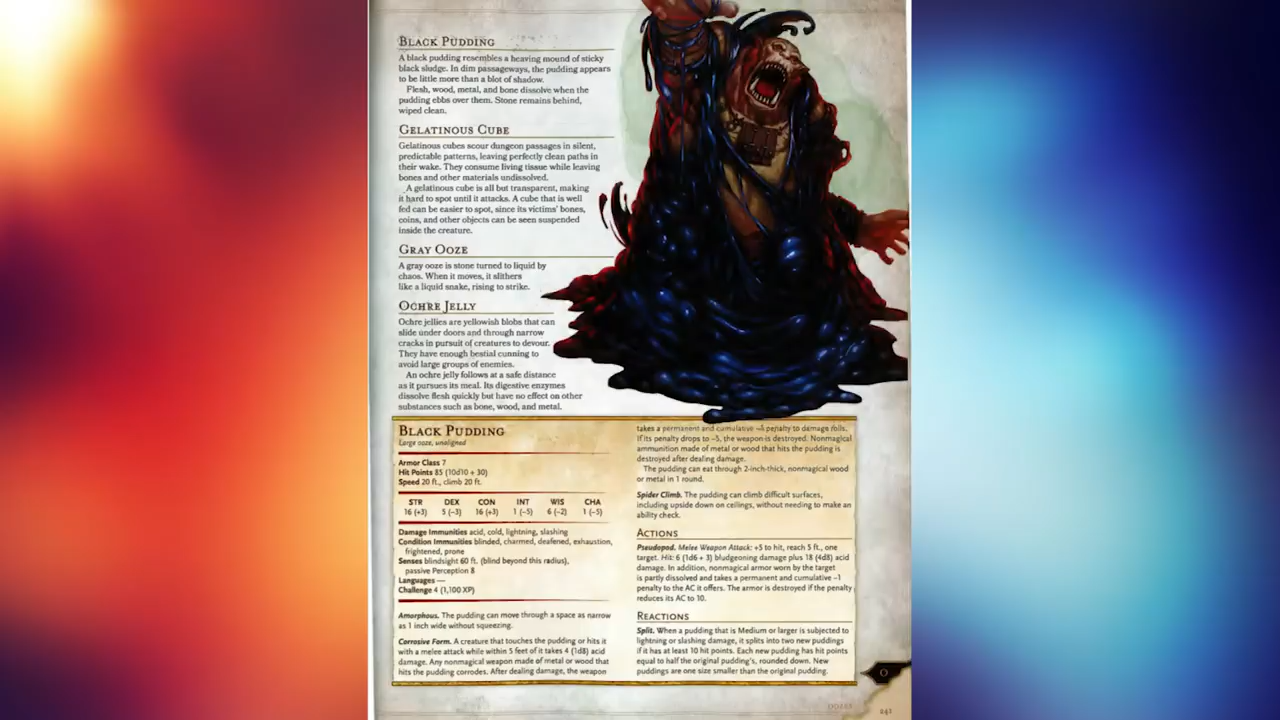 BLACK PUDDING
A black pudding resembles a heaving mound of sticky
black sludge. In dim passageways, the pudding appears
to be little more than a blot of shadow.
Flesh, wood, metal, and bone dissolve when the
pudding ebbs over them. Stone remains behind,
wiped clean.
GELATINOUS CUBE
Gelatinous cubes scour dungeon passages in silent,
predictable patterns, leaving perfectly clean paths in
their wake. They consume living tissue while leaving
bones and other materials undissolved.
A gelatinous cube is all but transparent, making
it hard to spot until it attacks. A cube that is well
fed can be easier to spot, since its victims' bones,
coins, and other objects can be seen suspended
inside the creature.
GRAY OOZE
A gray ooze is stone turned to liquid by
chaos. When it moves, it slithers
like a liquid snake, rising to strike.
OCHRE JELLY
Ochre jellies are yellowish blobs that can
slide under doors and through narrow
cracks in pursuit of creatures to devour.
They have enough bestial cunning to
avoid large groups of enemies.
An ochre jelly follows at a safe distance
as it pursues its meal. Its digestive enzymes
dissolve flesh quickly but have no effect on other
substances such as bone, wood, and metal.
BLACK PUDDING
Large ooze, unaligned
Armor Class 7
Hit Points 85 (10d10 + 30)
Speed 20 ft., climb 20 ft.
STR DEX CON INT WIS CHA
16 (+3) 5 (−3) 16 (+3) 1 (−5) 6 (−2) 1 (−5)
Damage Immunities acid, cold, lightning, slashing
Condition Immunities blinded, charmed, deafened, exhaustion,
frightened, prone
Senses blindsight 60 ft. (blind beyond this radius),
passive Perception 8
Languages —
Challenge 4 (1,100 XP)
Amorphous. The pudding can move through a space as narrow
as 1 inch wide without squeezing.
Corrosive Form. A creature that touches the pudding or hits it
with a melee attack while within 5 feet of it takes 4 (1d8) acid
damage. Any nonmagical weapon made of metal or wood that
hits the pudding corrodes. After dealing damage, the weapon
takes a permanent and cumulative −1 penalty to damage rolls.
If its penalty drops to −5, the weapon is destroyed. Nonmagical
ammunition made of metal or wood that hits the pudding is
destroyed after dealing damage.
The pudding can eat through 2-inch-thick, nonmagical wood
or metal in 1 round.
Spider Climb. The pudding can climb difficult surfaces,
including upside down on ceilings, without needing to make an
ability check.
ACTIONS
Pseudopod. Melee Weapon Attack: +5 to hit, reach 5 ft., one
target. Hit: 6 (1d6 + 3) bludgeoning damage plus 18 (4d8) acid
damage. In addition, nonmagical armor worn by the target
is partly dissolved and takes a permanent and cumulative −1
penalty to the AC it offers. The armor is destroyed if the penalty
reduces its AC to 10.
REACTIONS
Split. When a pudding that is Medium or larger is subjected to
lightning or slashing damage, it splits into two new puddings
if it has at least 10 hit points. Each new pudding has hit points
equal to half the original pudding's, rounded down. New
puddings are one size smaller than the original pudding.
O
OOZES
241